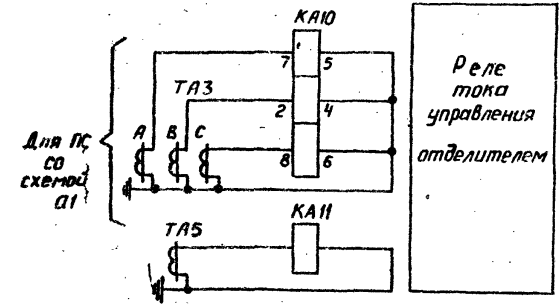 КА10
7 5
ТА3
2 4
А В С
8 6
Для ПС
со
схемой
а1
КА11
ТА5
Реле
тока
управления
отделителем